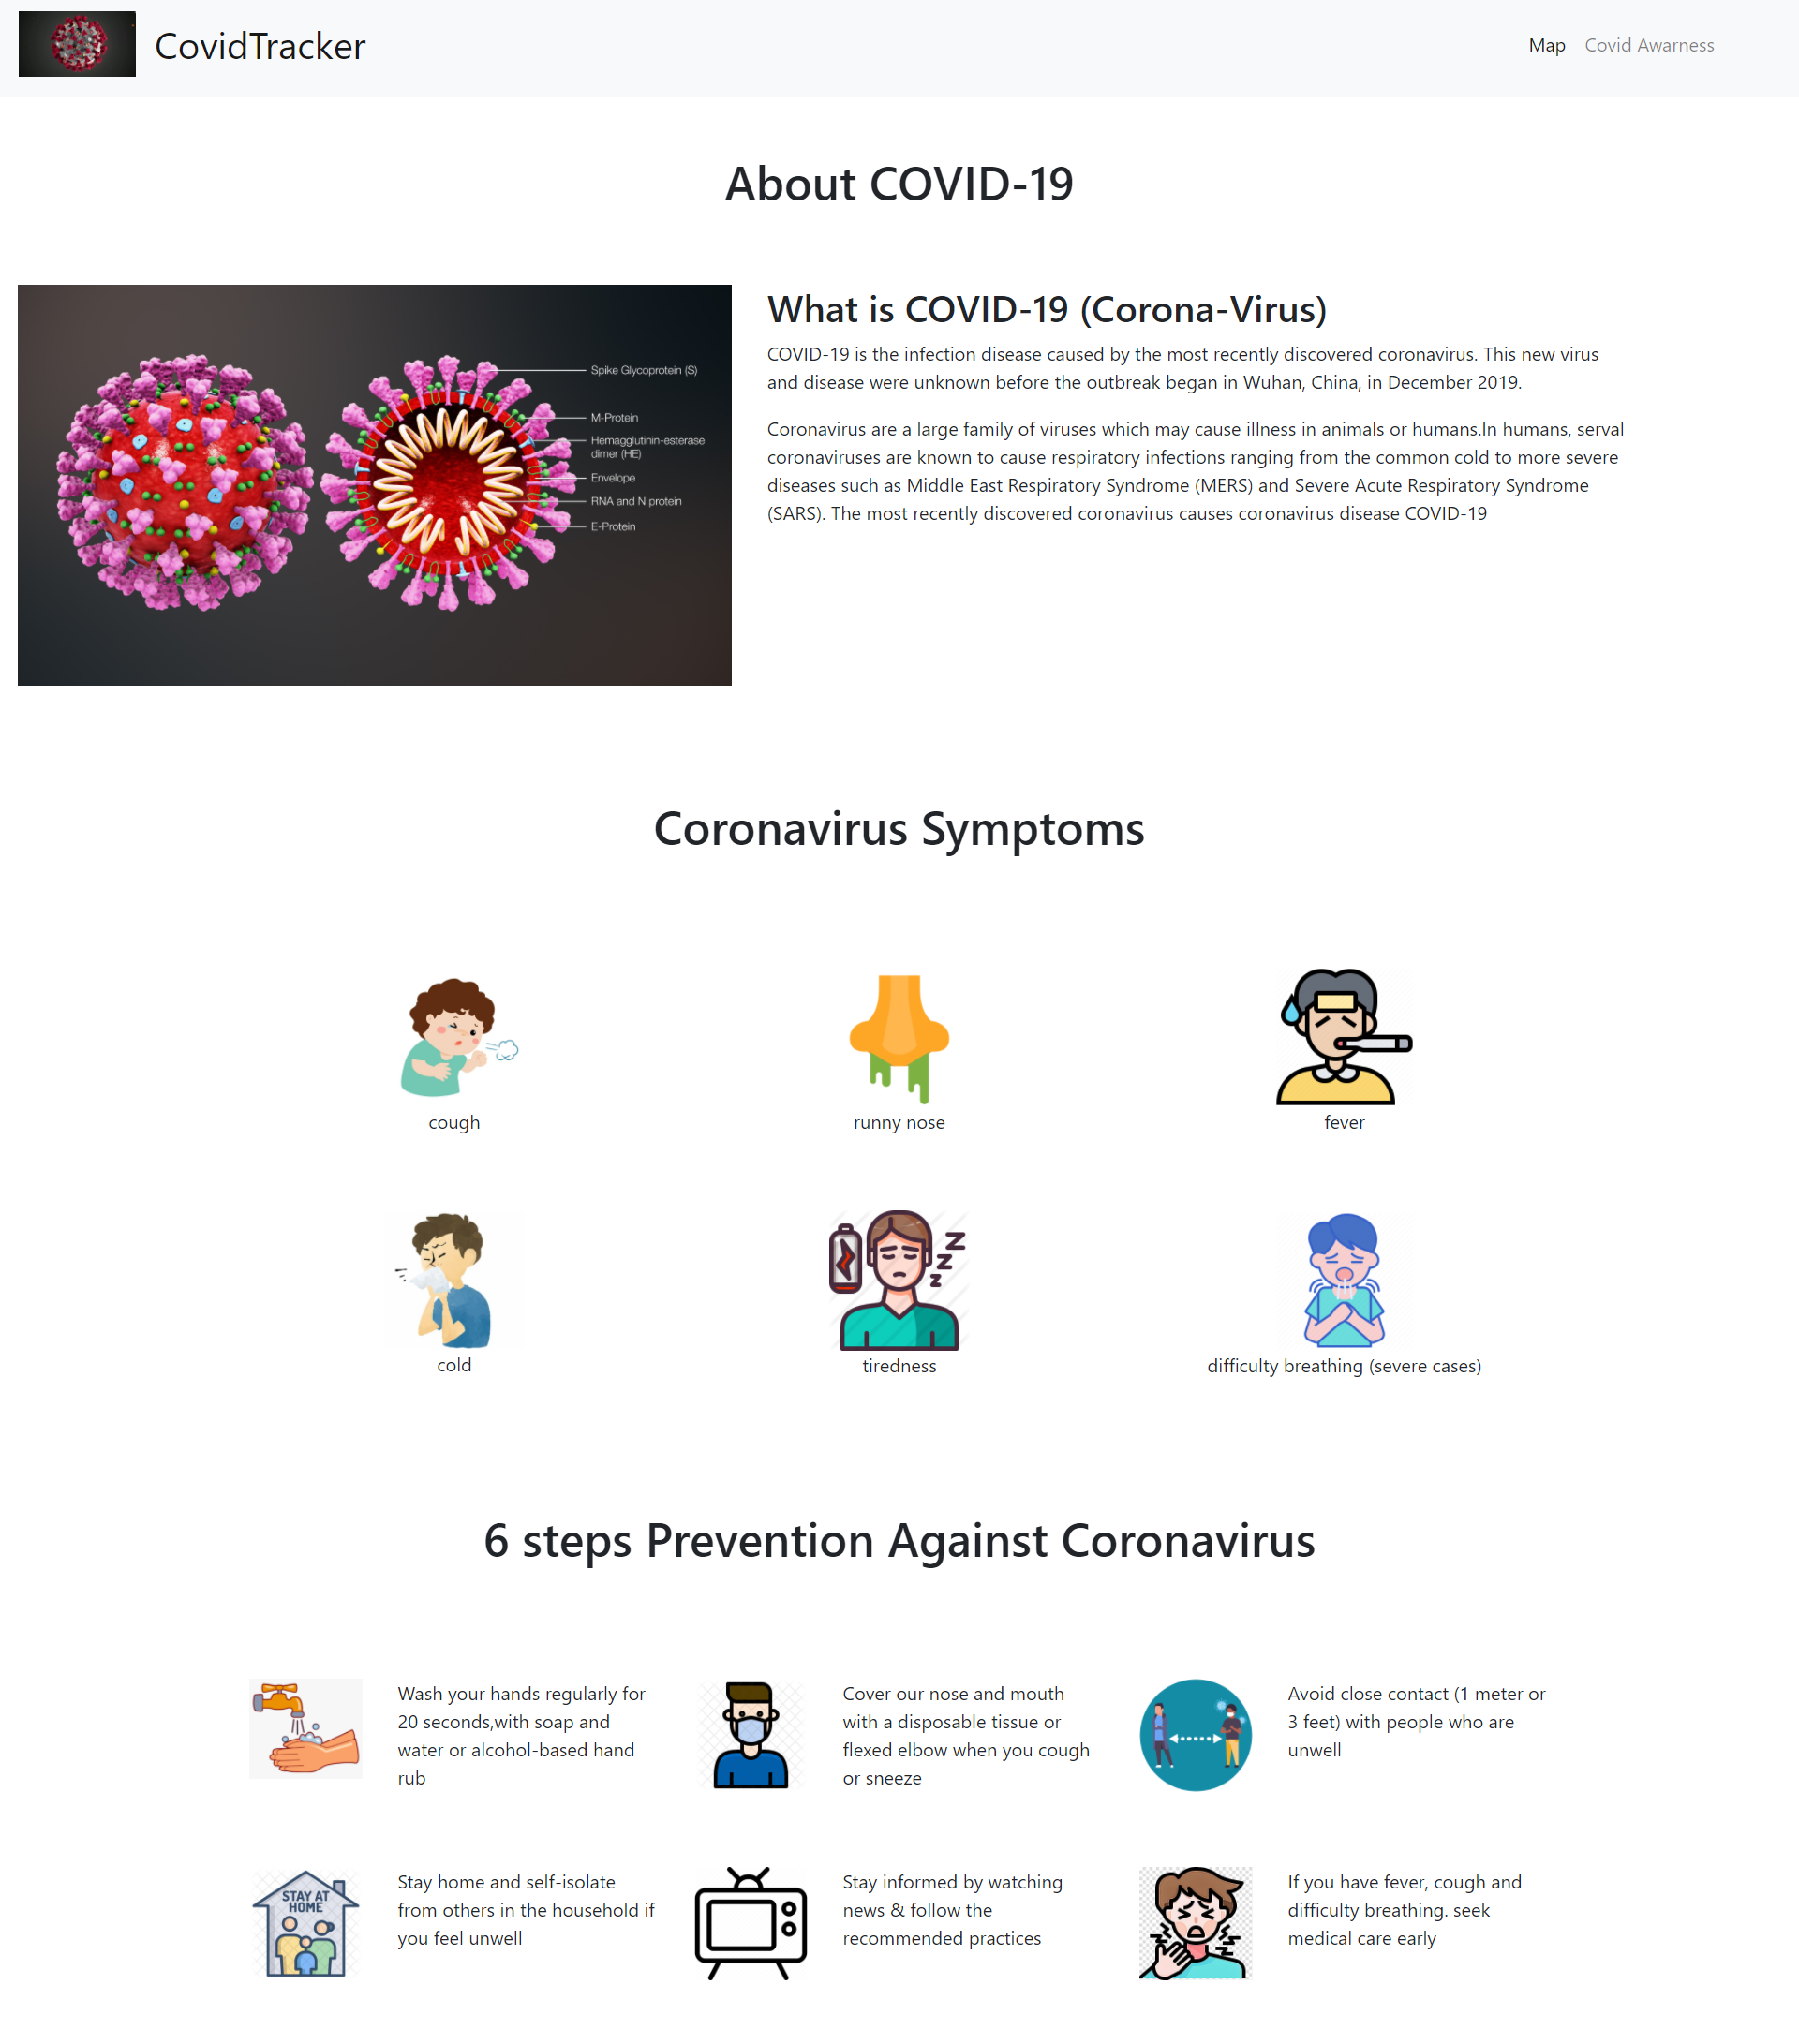 CovidTracker
Map
Covid Awarness
About COVID-19
Spike Glycoprotein (S)
M-Protein
Hemagglutinin-esterase
dimer (HE)
Envelope
RNA and N protein
E-Protein
What is COVID-19 (Corona-Virus)
COVID-19 is the infection disease caused by the most recently discovered coronavirus. This new virus
and disease were unknown before the outbreak began in Wuhan, China, in December 2019.
Coronavirus are a large family of viruses which may cause illness in animals or humans.In humans, serval
coronaviruses are known to cause respiratory infections ranging from the common cold to more severe
diseases such as Middle East Respiratory Syndrome (MERS) and Severe Acute Respiratory Syndrome
(SARS). The most recently discovered coronavirus causes coronavirus disease COVID-19
Coronavirus Symptoms
cough
runny nose
fever
Z
Z
Z
cold
tiredness
difficulty breathing (severe cases)
6 steps Prevention Against Coronavirus
Wash your hands regularly for
20 seconds,with soap and
water or alcohol-based hand
rub
Cover our nose and mouth
with a disposable tissue or
flexed elbow when you cough
or sneeze
Avoid close contact (1 meter or
3 feet) with people who are
unwell
STAY AT
HOME
Stay home and self-isolate
from others in the household if
you feel unwell
Stay informed by watching
news & follow the
recommended practices
If you have fever, cough and
difficulty breathing. seek
medical care early